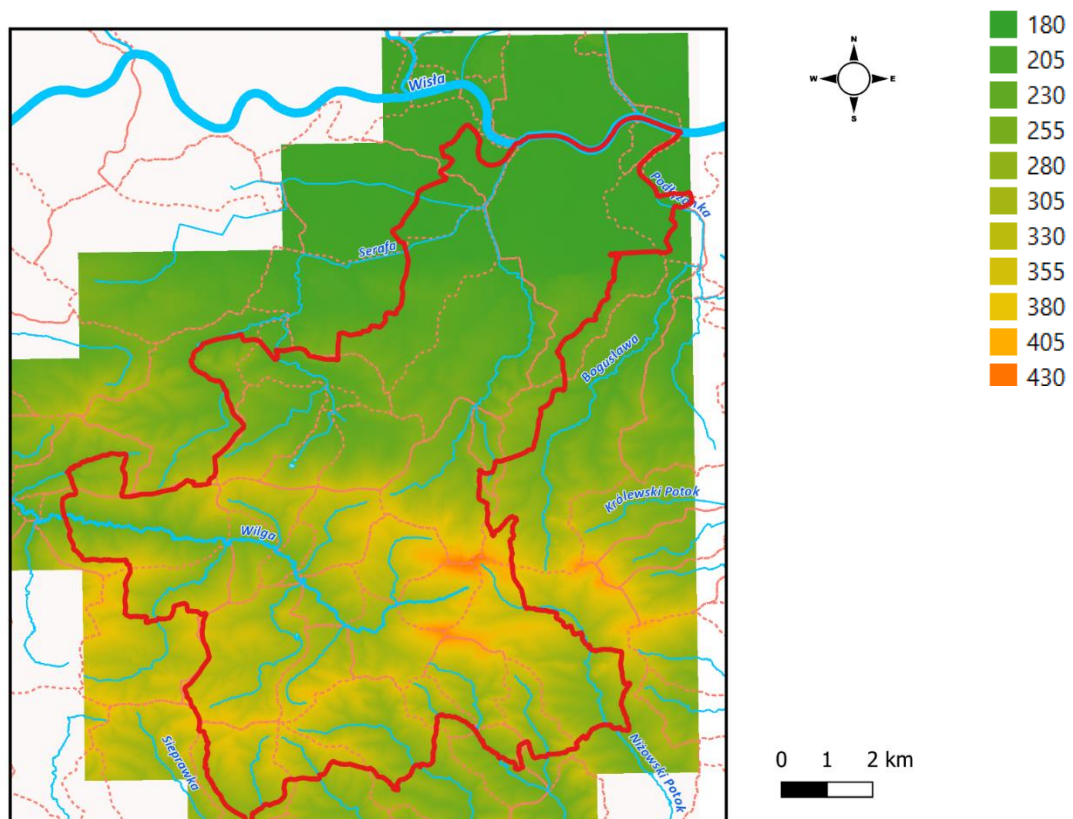 180
205
230
255
280
305
330
355
380
405
430
N
W
E
S
Wisła
Serafa
Bogusława
Królewski Potok
Wilga
Sieprawka
Niżowski Potok
0 1 2 km